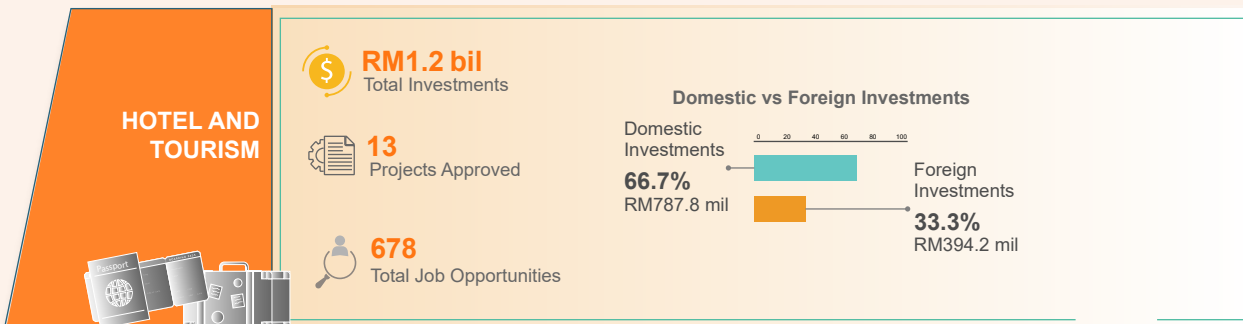 HOTEL AND
TOURISM
RM1.2 bil
Total Investments
13
Projects Approved
678
Total Job Opportunities
Domestic vs Foreign Investments
Domestic
Investments
66.7%
RM787.8 mil
0 20 40 60 80 100
Foreign
Investments
33.3%
RM394.2 mil
Passport